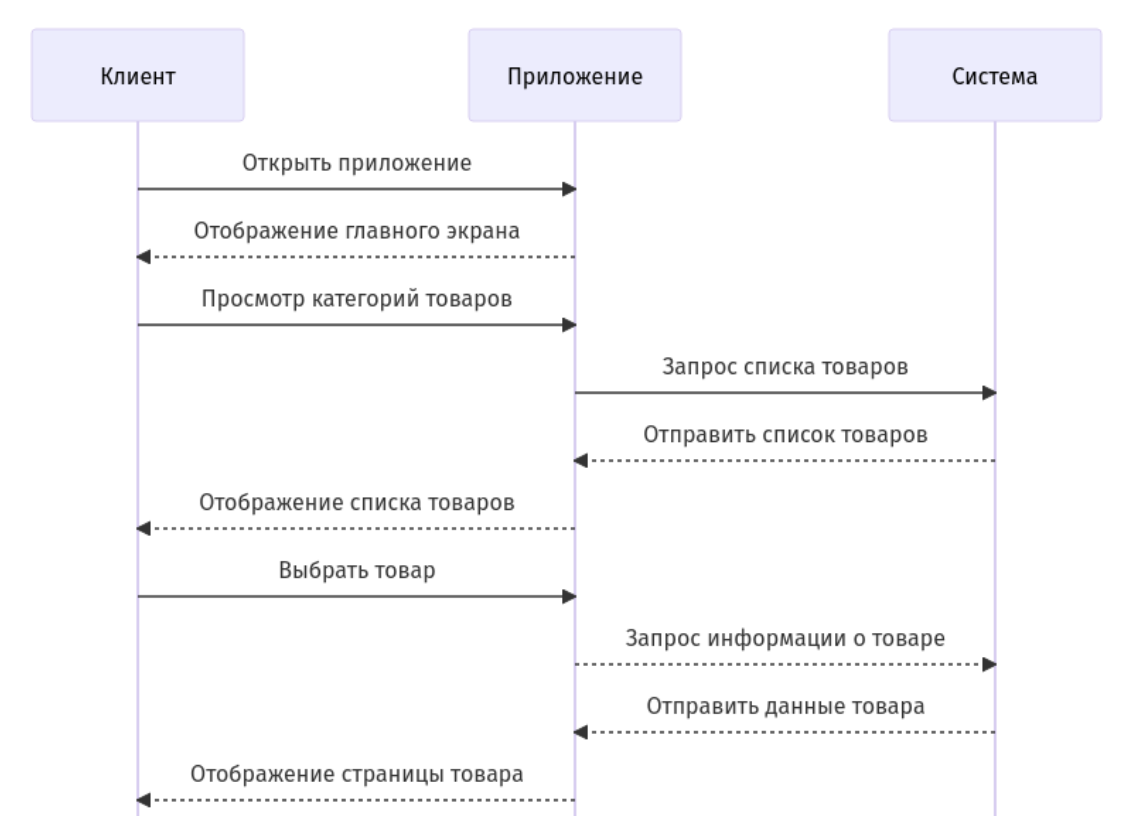 Клиент
Приложение
Система
Открыть приложение
Отображение главного экрана
Просмотр категорий товаров
Запрос списка товаров
Отправить список товаров
Отображение списка товаров
Выбрать товар
Запрос информации о товаре
Отправить данные товара
Отображение страницы товара